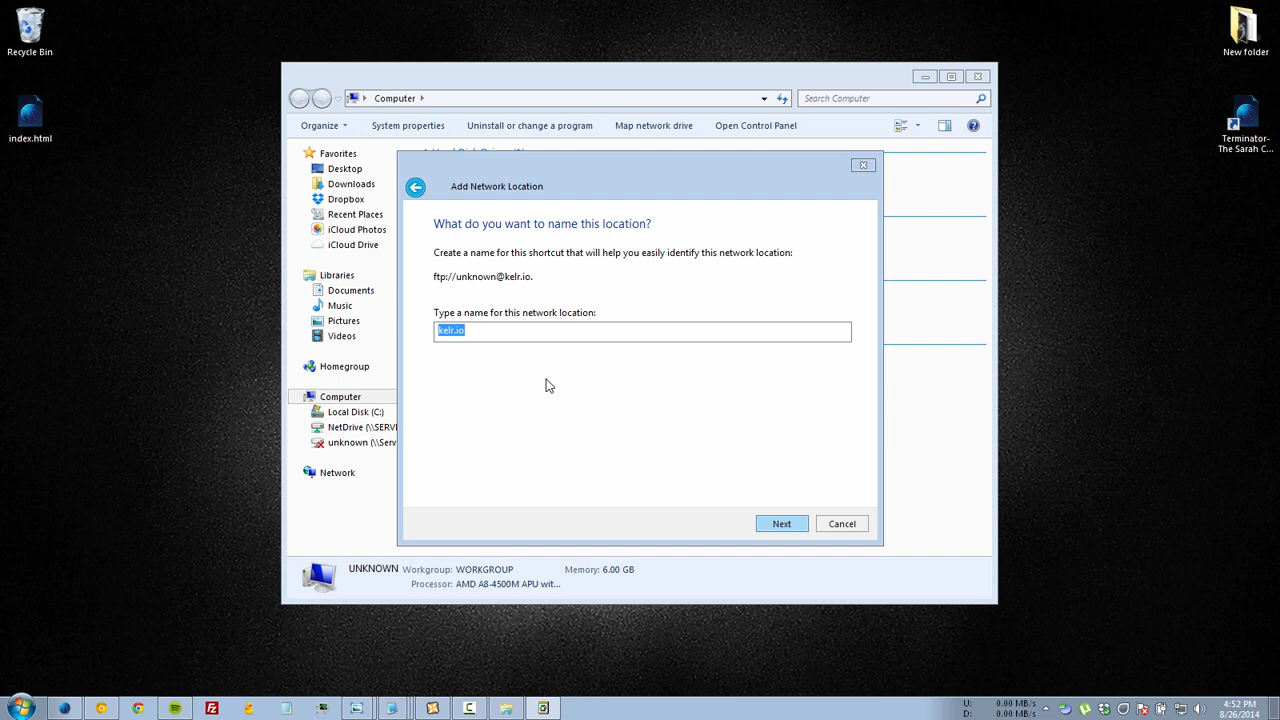 Recycle Bin
index.html
New folder
Terminator-
The Sarah C...
Computer
Search Computer
Organize
System properties
Uninstall or change a program
Map network drive
Open Control Panel
Favorites
Desktop
Downloads
Dropbox
Recent Places
iCloud Photos
iCloud Drive
Libraries
Documents
Music
Pictures
Videos
Homegroup
Computer
Local Disk (C:)
NetDrive (\\SERV
unknown (\\Serv
Network
Add Network Location
What do you want to name this location?
Create a name for this shortcut that will help you easily identify this network location:
ftp://unknown@kelr.io.
Type a name for this network location:
kelr.io
Next
Cancel
UNKNOWN Workgroup: WORKGROUP Memory: 6.00 GB
Processor: AMD A8-4500M APU wit...
U: 0.00 MB/s
D: 0.00 MB/s
4:52 PM
8/26/2014